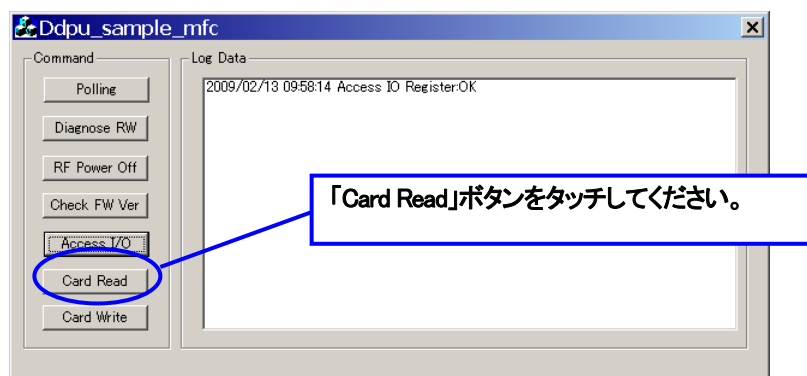 Ddpu_sample_mfc
Command
Log Data
Polling
2009/02/13 09:58:14 Access IO Register:OK
Diagnose RW
RF Power Off
Check FW Ver
「Card Read」ボタンをタッチしてください。
Access I/O
Card Read
Card Write